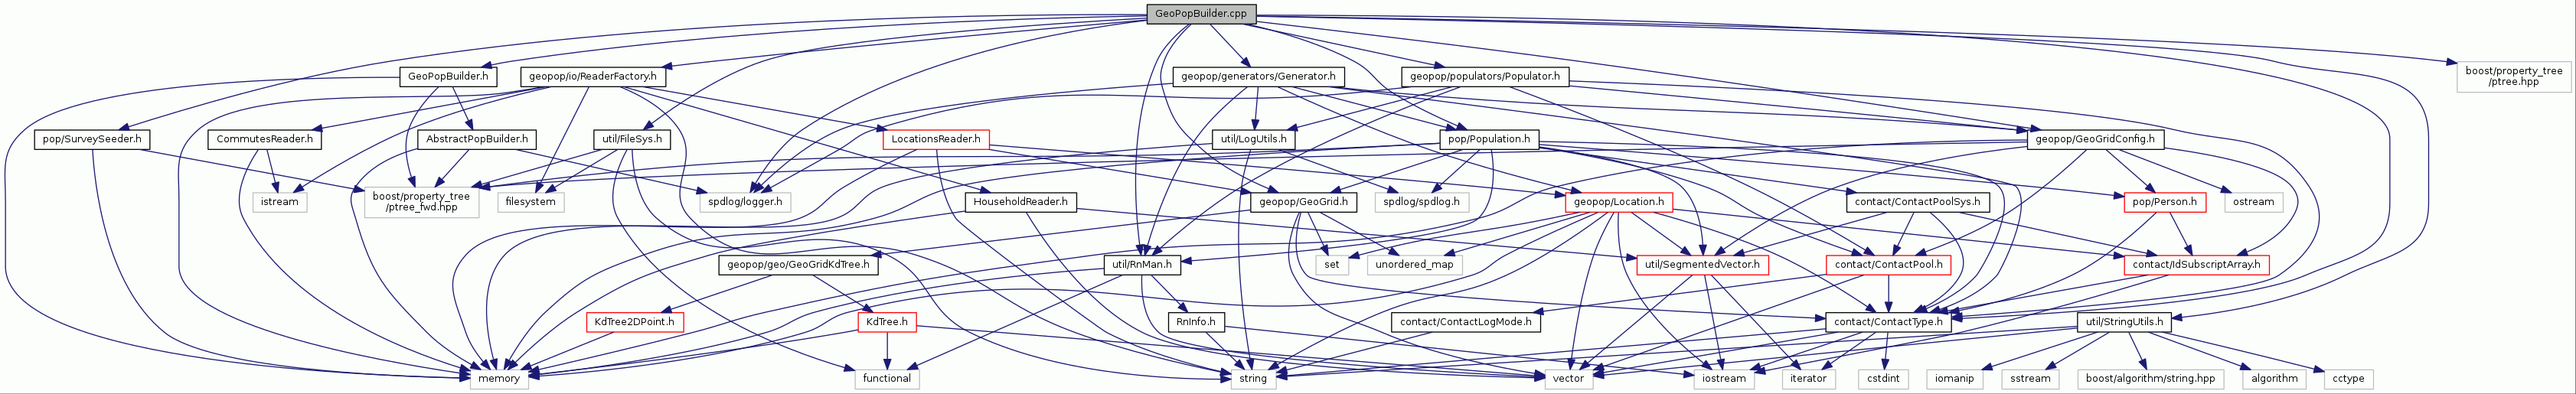 GeoPopBuilder.cpp
GeoPopBuilder.h
geopop/io/ReaderFactory.h
geopop/generators/Generator.h
geopop/populators/Populator.h
boost/property_tree
/ptree.hpp
pop/SurveySeeder.h
CommutesReader.h
AbstractPopBuilder.h
util/FileSys.h
LocationsReader.h
util/LogUtils.h
pop/Population.h
geopop/GeoGridConfig.h
istream
boost/property_tree
/ptree_fwd.hpp
filesystem
spdlog/logger.h
HouseholdReader.h
geopop/GeoGrid.h
spdlog/spdlog.h
geopop/Location.h
contact/ContactPoolSys.h
pop/Person.h
ostream
geopop/geo/GeoGridKdTree.h
util/RnMan.h
set
unordered_map
util/SegmentedVector.h
contact/ContactPool.h
contact/IdSubscriptArray.h
KdTree2DPoint.h
KdTree.h
RnInfo.h
contact/ContactLogMode.h
contact/ContactType.h
util/StringUtils.h
memory
functional
string
vector
iostream
iterator
cstdint
iomanip
sstream
boost/algorithm/string.hpp
algorithm
cctype